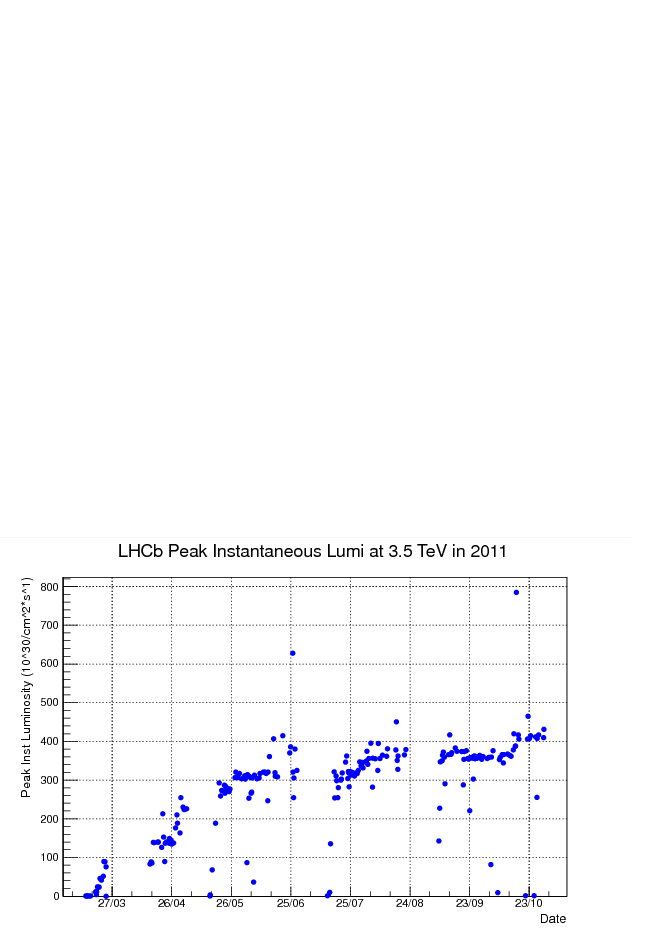 LHCb Peak Instantaneous Lumi at 3.5 TeV in 2011
Peak Inst Luminosity (10^30/cm^2*s^1)
800
700
600
500
400
300
200
100
0
27/03 26/04 26/05 25/06 25/07 24/08 23/09 23/10
Date